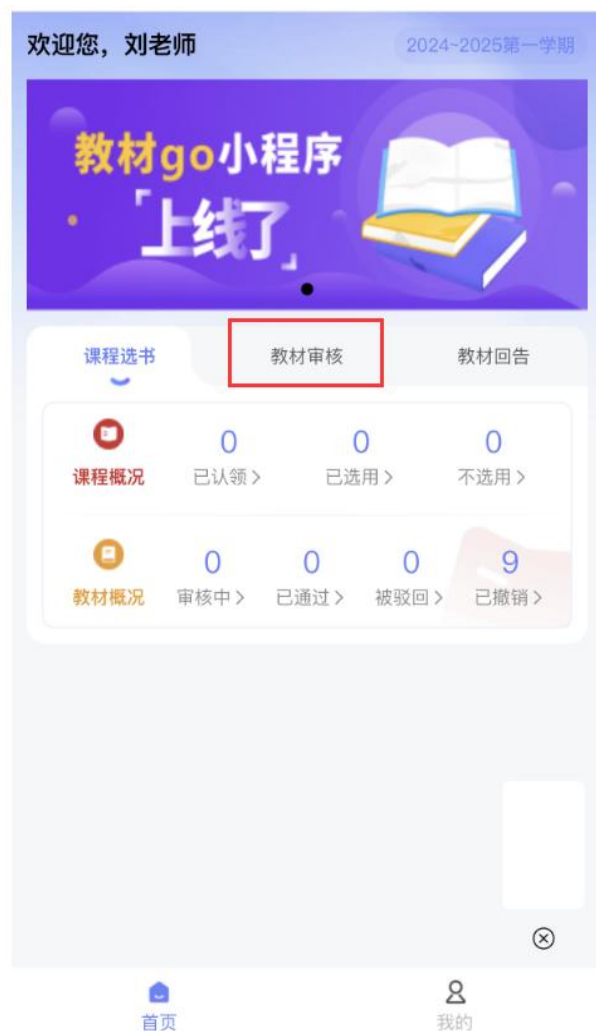 欢迎您，刘老师 2024~2025第一学期
教材go小程序
「上线了」
课程选书 教材审核 教材回告
0 0 0
课程概况 已认领> 已选用> 不选用>
0 0 0 9
教材概况 审核中> 已通过> 被驳回> 已撤销>
首页 我的